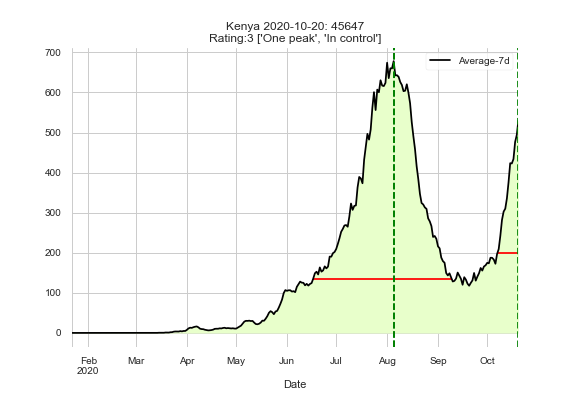 Kenya 2020-10-20: 45647
Rating:3 ['One peak', 'In control']
Average-7d
700
600
500
400
300
200
100
0
Feb Mar Apr May Jun Jul Aug Sep Oct
2020
Date